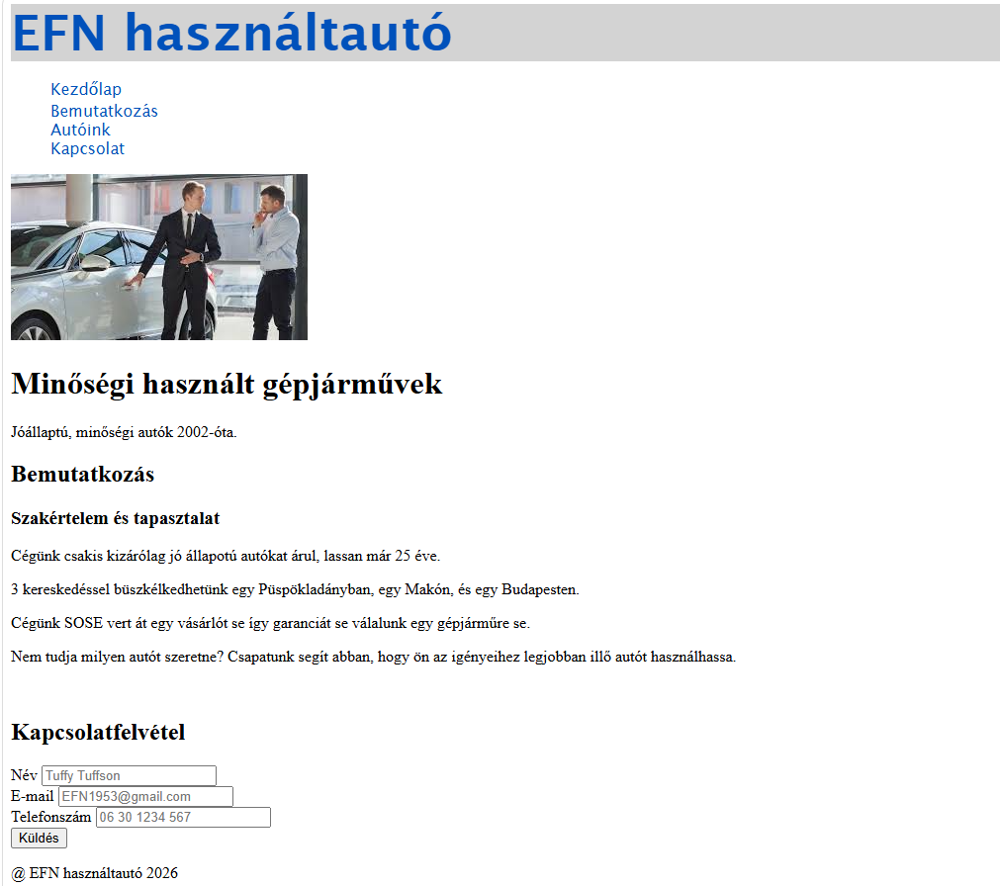 EFN használtautó
Kezdőlap
Bemutatkozás
Autóink
Kapcsolat
Minőségi használt gépjárművek
Jóállaptú, minőségi autók 2002-óta.
Bemutatkozás
Szakértelem és tapasztalat
Cégünk csakis kizárólag jó állapotú autókat árul, lassan már 25 éve.
3 kereskedéssel büszkélkedhetünk egy Püspökladányban, egy Makón, és egy Budapesten.
Cégünk SOSE vert át egy vásárlót se így garanciát se válalunk egy gépjárműre se.
Nem tudja milyen autót szeretne? Csapatunk segít abban, hogy ön az igényeihez legjobban illő autót használhassa.
Kapcsolatfelvétel
Név Tuffy Tuffson
E-mail EFN1953@gmail.com
Telefonszám 06 30 1234 567
Küldés
@ EFN használtautó 2026